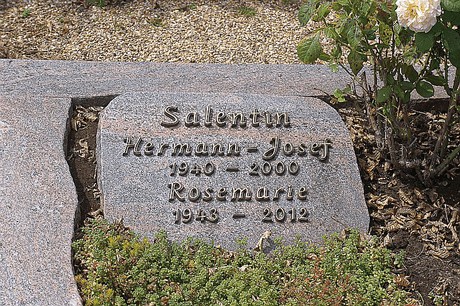 Salentin
Hermann-Josef
1940 - 2000
Rosemarie
1943 - 2012